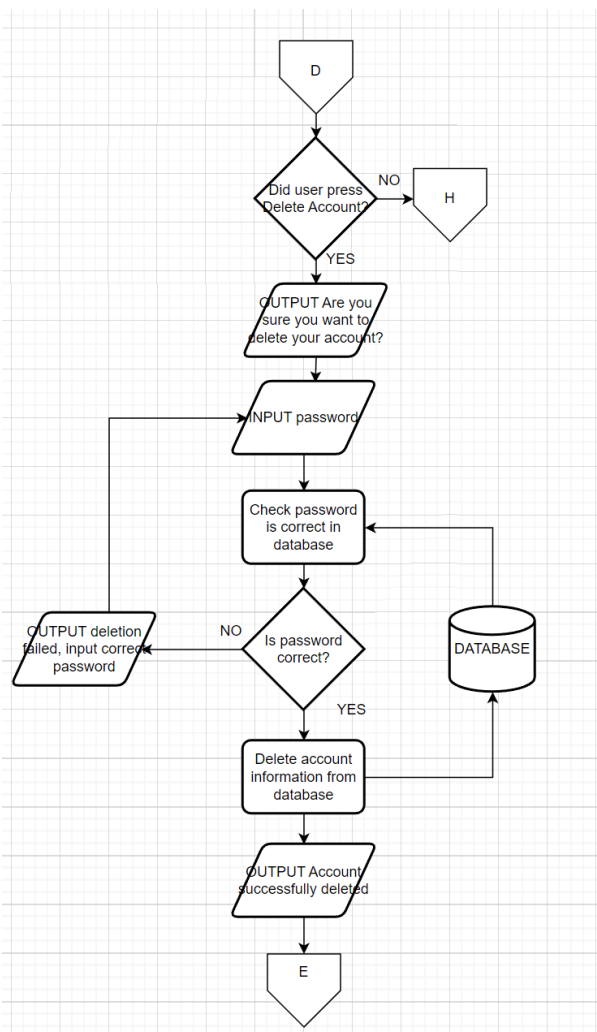 D
Did user press
Delete Account?
NO
H
YES
OUTPUT Are you
sure you want to
delete your account?
INPUT password
Check password
is correct in
database
NO
OUTPUT deletion
failed, input correct
password
Is password
correct?
DATABASE
YES
Delete account
information from
database
OUTPUT Account
successfully deleted
E